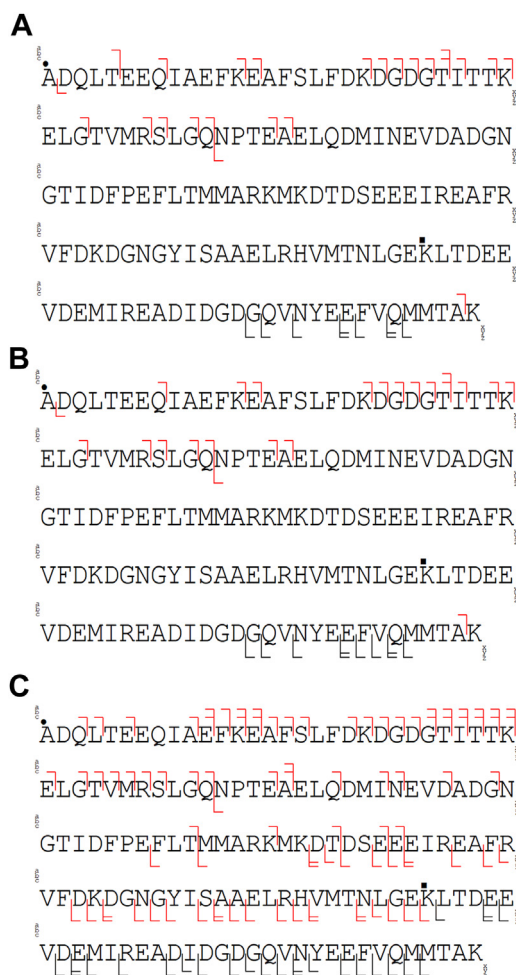 A
ADQLTEEQIAEFKEAFSLFDKDGDGTITTK
ELGTVMRSLGQNPTEAELQDMINEVDADGN
GTIDFPEFLTMMARKMKDTDSEEEIREAFR
VFDKDGNGYISAAELRHVMTNLGEKLTDEE
VDEMIREADIDGDGQVNYEEFVQMMTAK
B
ADQLTEEQIAEFKEAFSLFDKDGDGTITTK
ELGTVMRSLGQNPTEAELQDMINEVDADGN
GTIDFPEFLTMMARKMKDTDSEEEIREAFR
VFDKDGNGYISAAELRHVMTNLGEKLTDEE
VDEMIREADIDGDGQVNYEEFVQMMTAK
C
ADQLTEEQIAEFKEAFSLFDKDGDGTITTK
ELGTVMRSLGQNPTEAELQDMINEVDADGN
GTIDFPEFLTMMARKMKDTDSEEEIREAFR
VFDKDGNGYISAAELRHVMTNLGEKLTDEE
VDEMIREADIDGDGQVNYEEFVQMMTAK